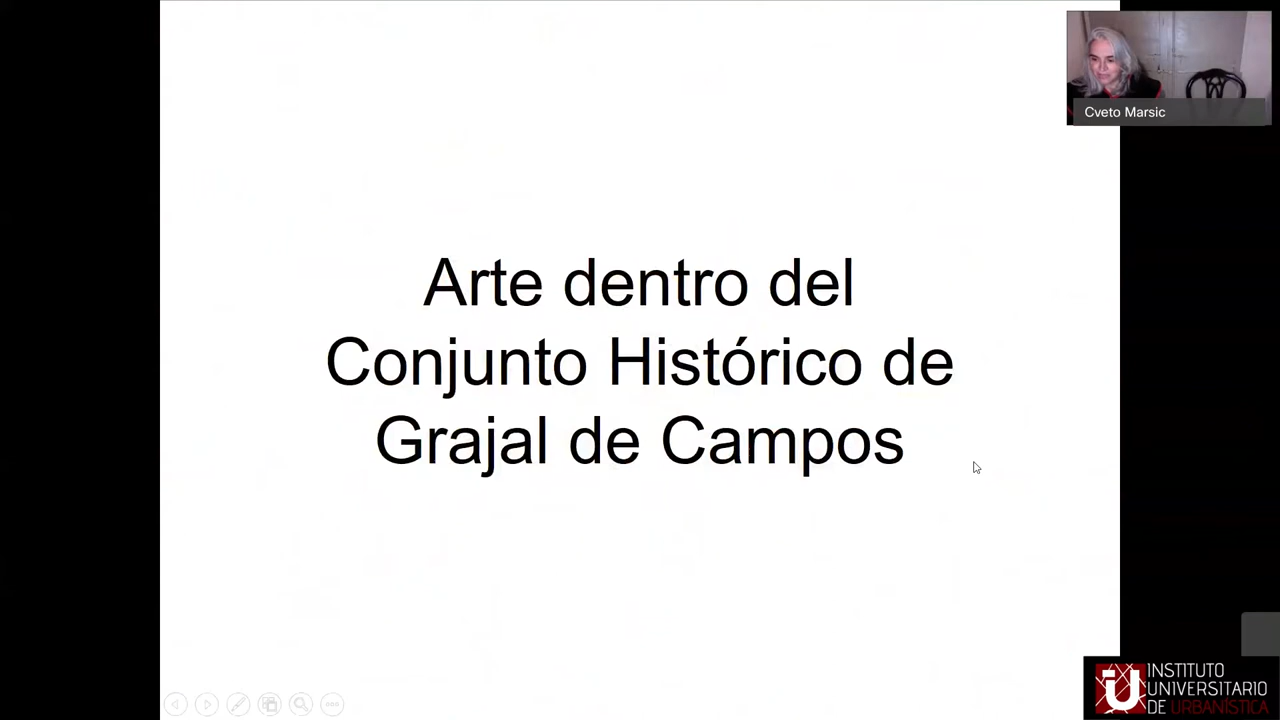 Cveto Marsic
Arte dentro del
Conjunto Histórico de
Grajal de Campos
INSTITUTO
UNIVERSITARIO
DE URBANÍSTICA